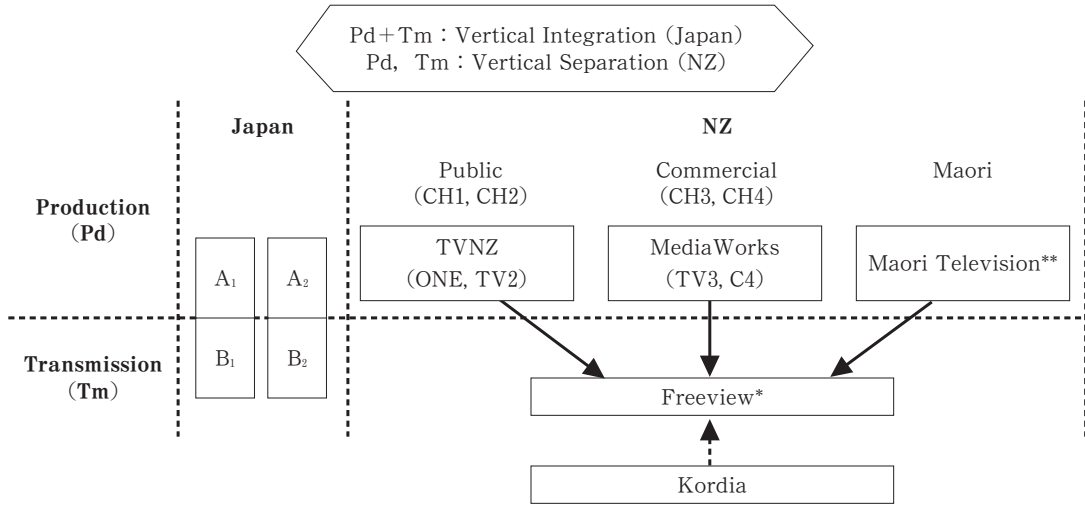 Pd+Tm：Vertical Integration (Japan)
Pd, Tm：Vertical Separation (NZ)
Japan
NZ
Production
(Pd)
Public
(CH1, CH2)
Commercial
(CH3, CH4)
Maori
A₁
A₂
TVNZ
(ONE, TV2)
MediaWorks
(TV3, C4)
Maori Television**
Transmission
(Tm)
B₁
B₂
Freeview*
Kordia